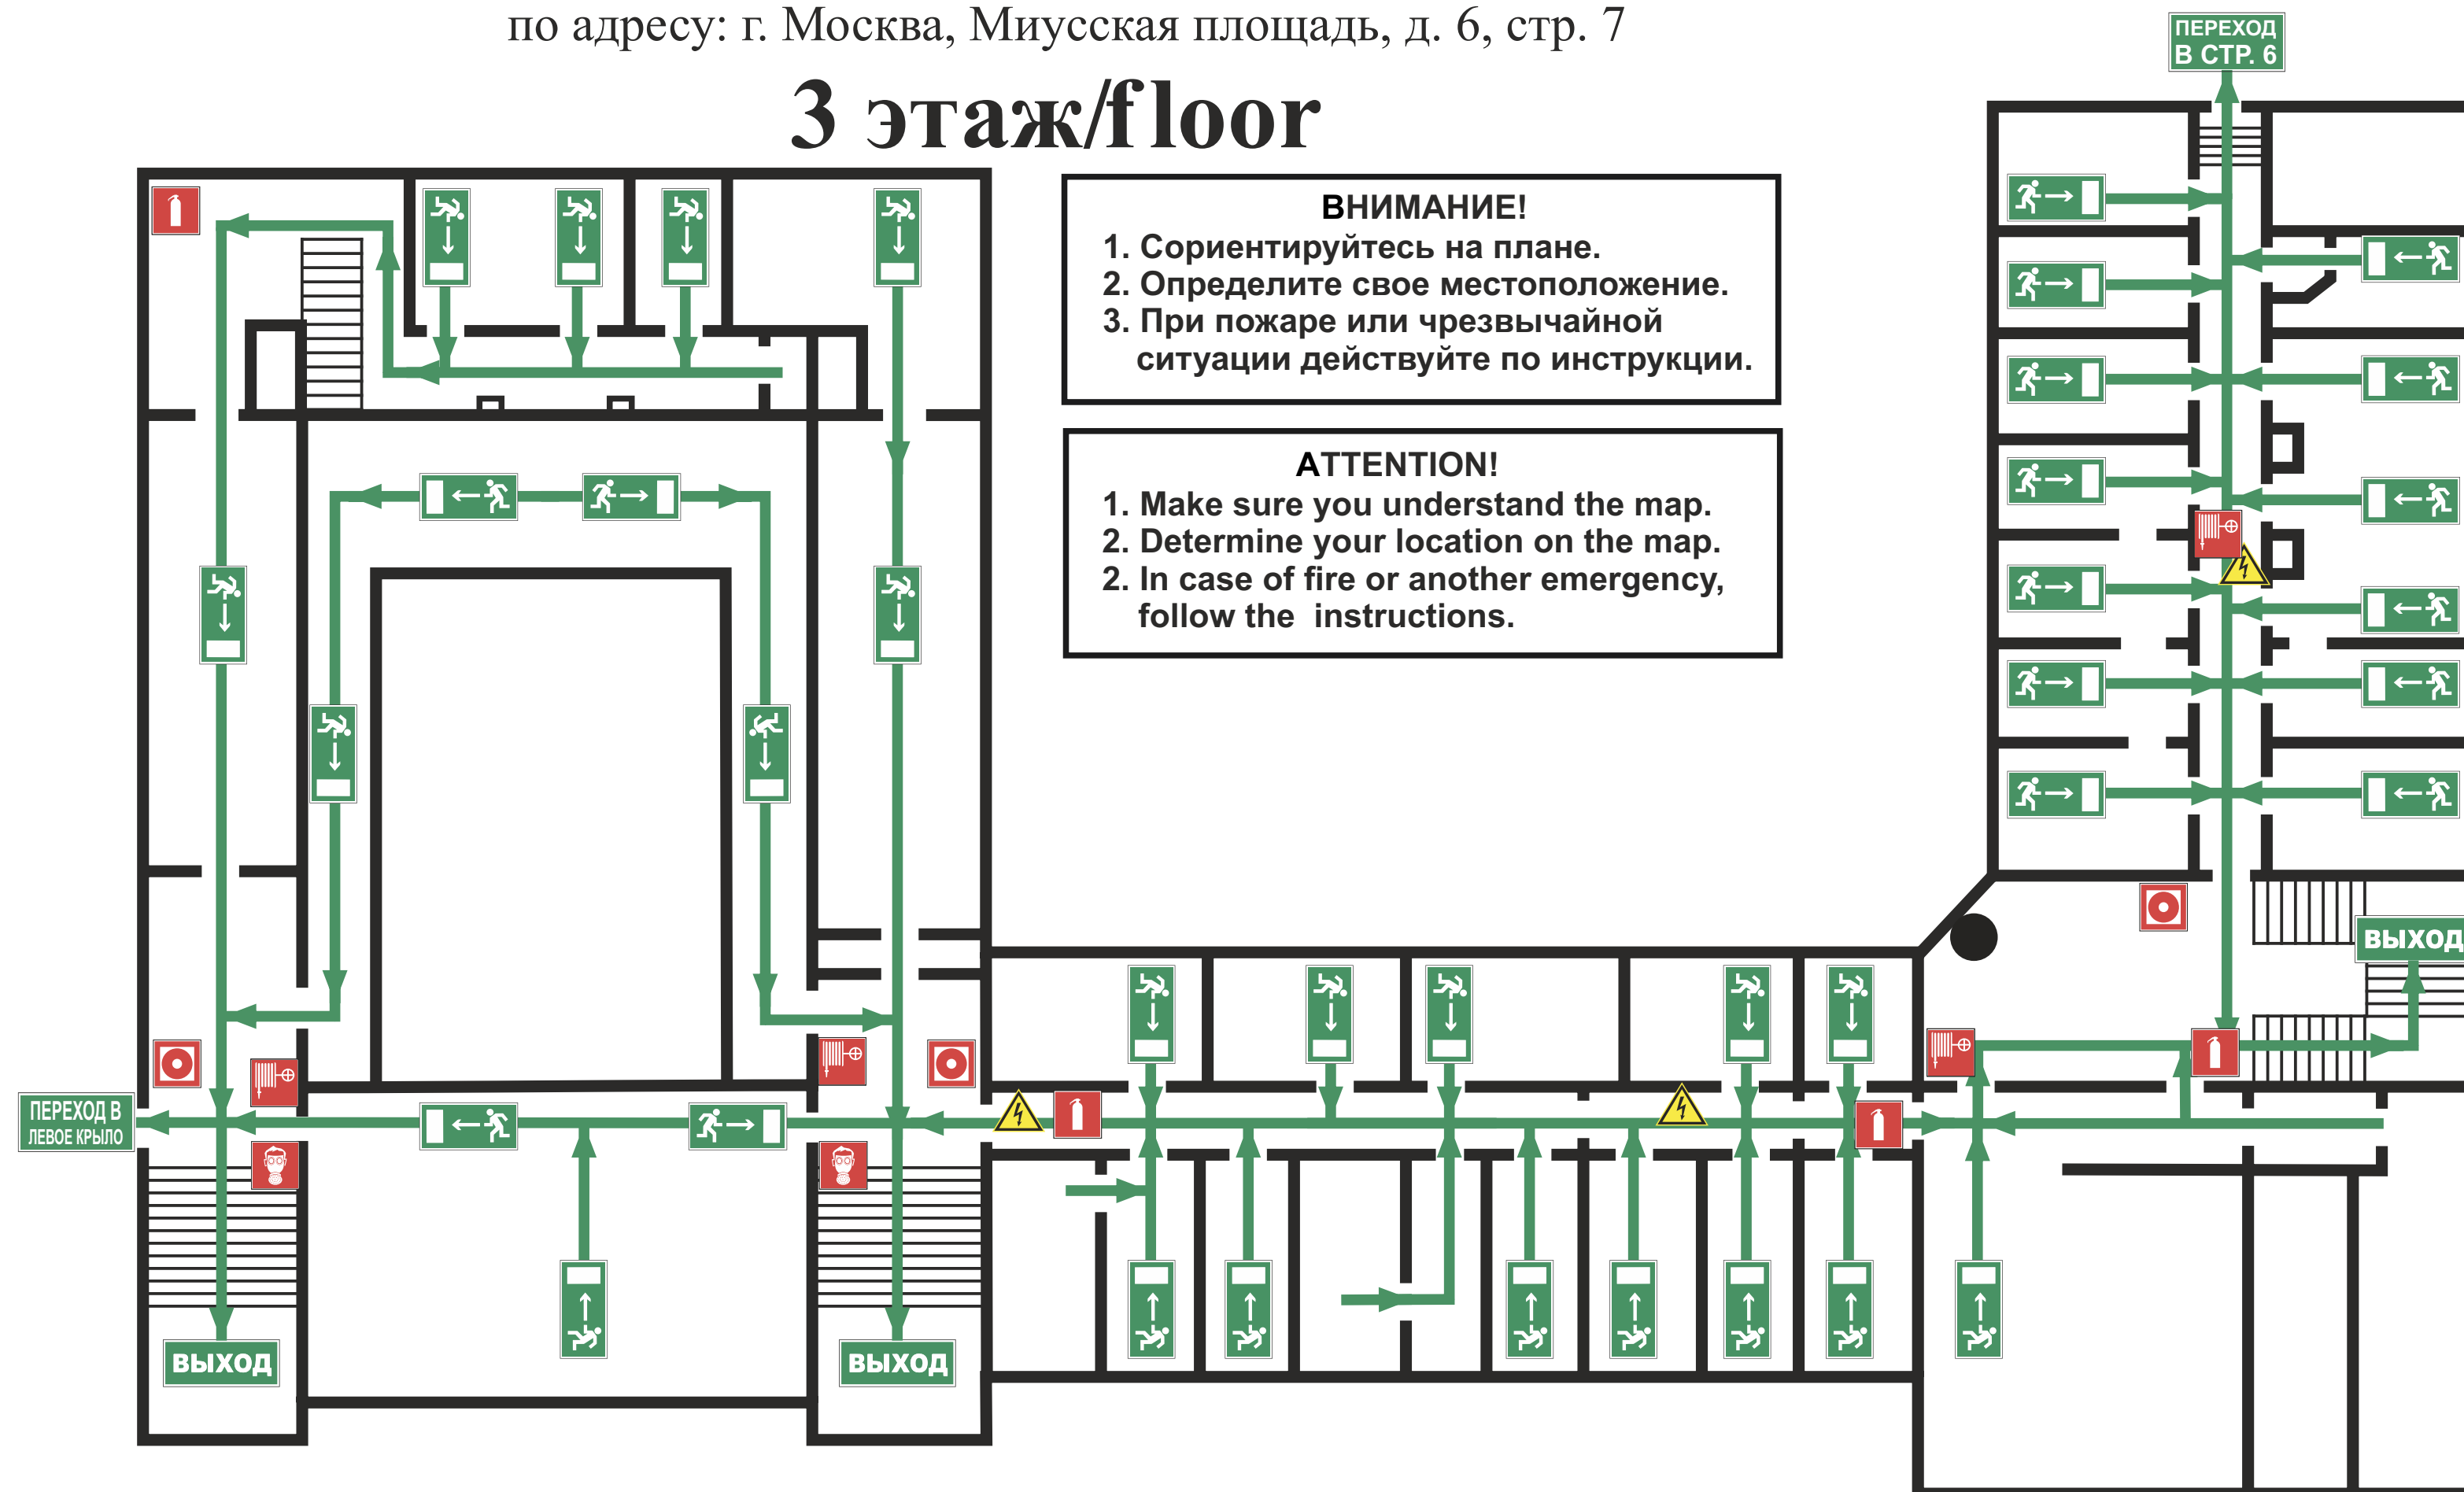 по адресу: г. Москва, Миусская площадь, д. 6, стр. 7
3 этаж/floor
ПЕРЕХОД
В СТР. 6
ВНИМАНИЕ!
1. Сориентируйтесь на плане.
2. Определите свое местоположение.
3. При пожаре или чрезвычайной
ситуации действуйте по инструкции.
ATTENTION!
1. Make sure you understand the map.
2. Determine your location on the map.
2. In case of fire or another emergency,
follow the instructions.
ВЫХОД
ПЕРЕХОД В
ЛЕВОЕ КРЫЛО
ВЫХОД
ВЫХОД